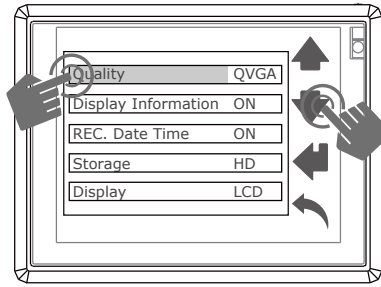 Quality QVGA
Display Information ON
REC. Date Time ON
Storage HD
Display LCD